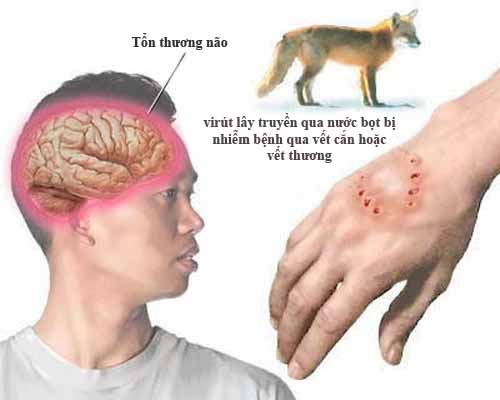 Tổn thương não
virút lây truyền qua nước bọt bị
nhiễm bệnh qua vết cắn hoặc
vết thương